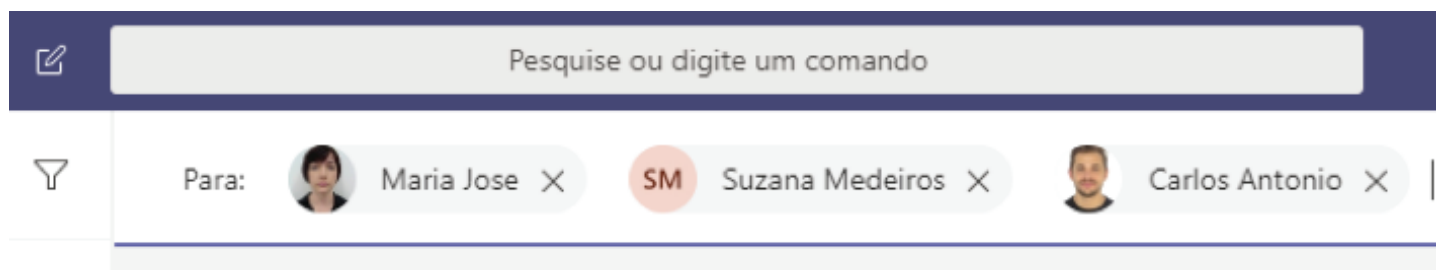 Pesquise ou digite um comando
Para: Maria Jose SM Suzana Medeiros Carlos Antonio